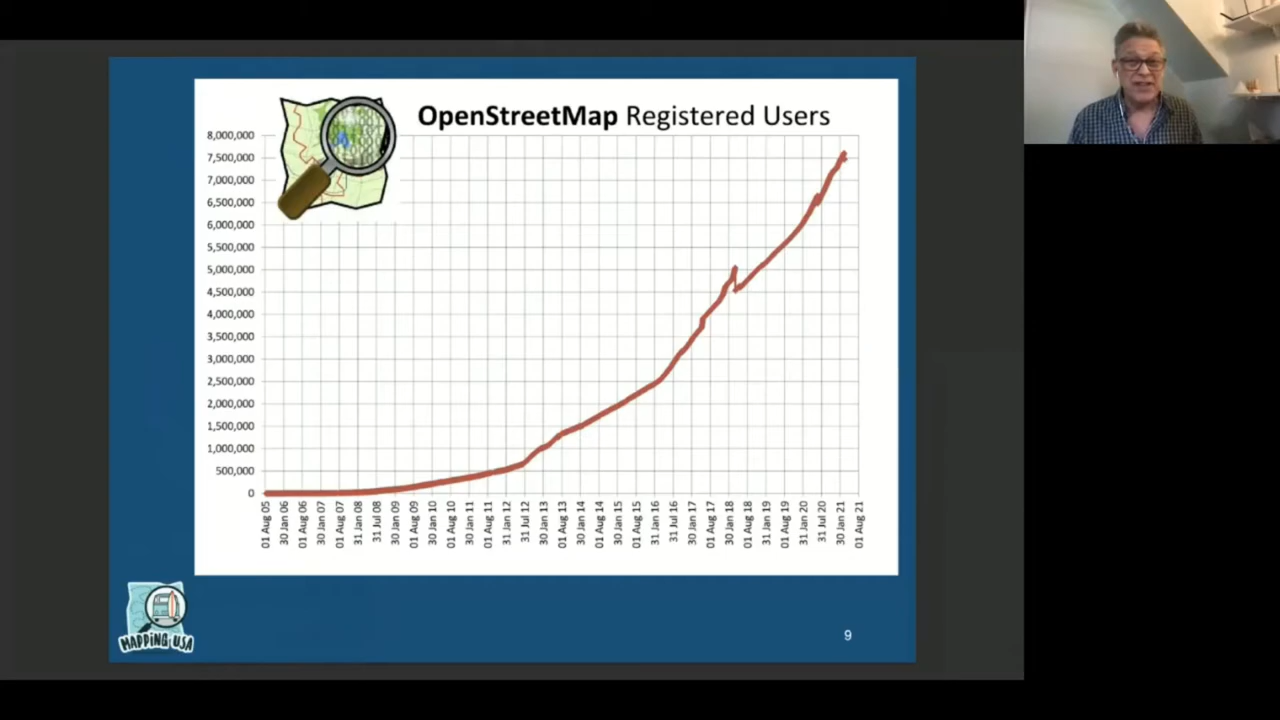 OpenStreetMap Registered Users
8,000,000
7,500,000
7,000,000
6,500,000
6,000,000
5,500,000
5,000,000
4,500,000
4,000,000
3,500,000
3,000,000
2,500,000
2,000,000
1,500,000
1,000,000
500,000
0
01 Aug 05
30 Jan 06
01 Aug 06
30 Jan 07
01 Aug 07
31 Jan 08
31 Jul 08
30 Jan 09
01 Aug 09
30 Jan 10
01 Aug 10
30 Jan 11
01 Aug 11
31 Jan 12
31 Jul 12
30 Jan 13
01 Aug 13
30 Jan 14
01 Aug 14
30 Jan 15
01 Aug 15
31 Jan 16
31 Jul 16
30 Jan 17
01 Aug 17
30 Jan 18
01 Aug 18
31 Jan 19
01 Aug 19
31 Jan 20
31 Jul 20
30 Jan 21
01 Aug 21
MAPPING USA
9